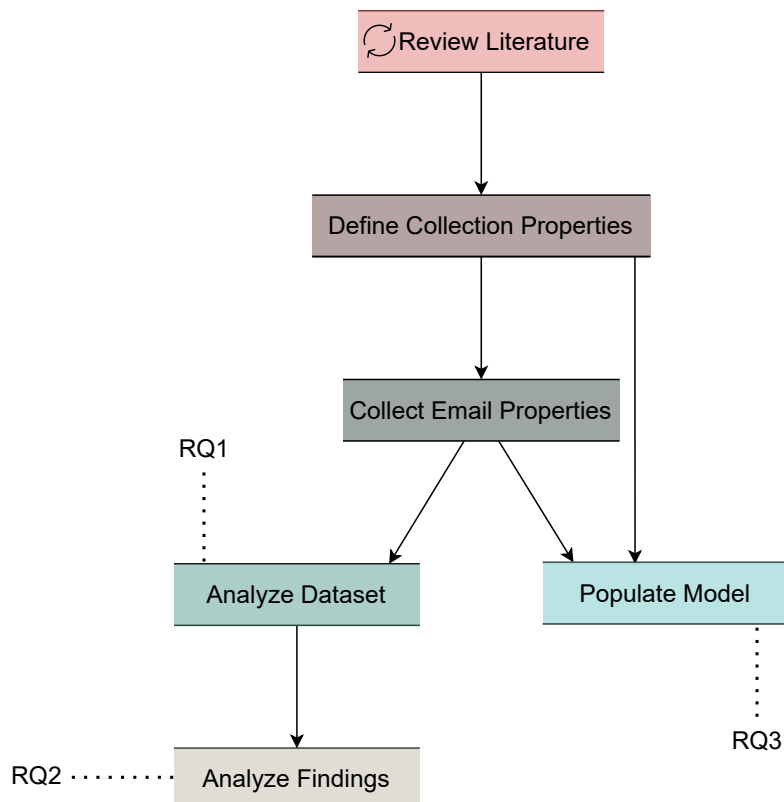 Review Literature
Define Collection Properties
Collect Email Properties
RQ1
Analyze Dataset
Populate Model
RQ3
RQ2
Analyze Findings